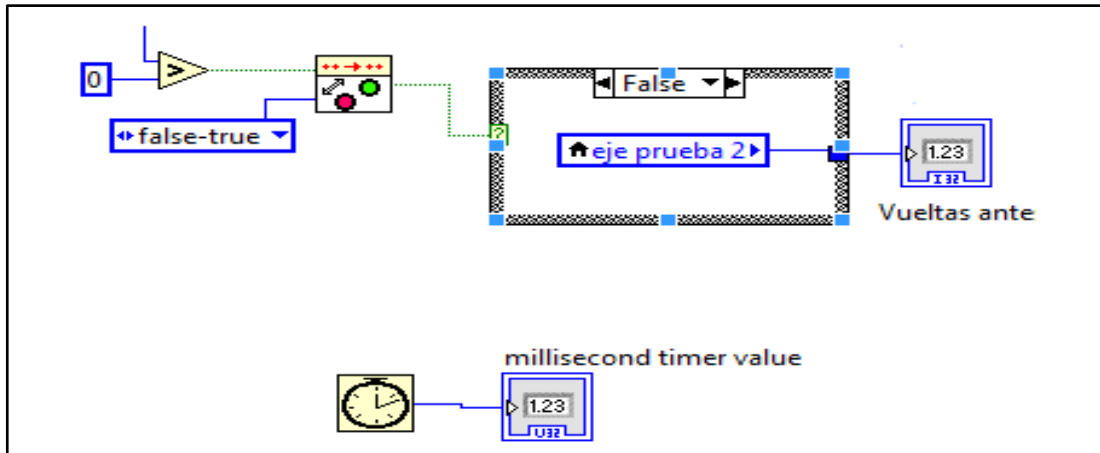 >
0
false-true
False
?
eje prueba 2
1.23
I32
Vueltas ante
millisecond timer value
1.23
U32